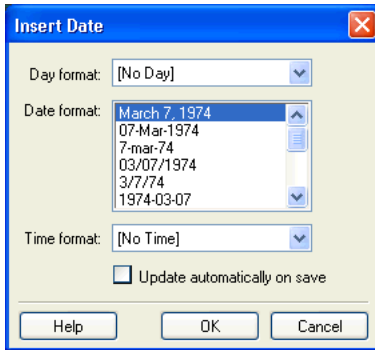 Insert Date
Day format: [No Day]
Date format: March 7, 1974
07-Mar-1974
7-mar-74
03/07/1974
3/7/74
1974-03-07
Time format: [No Time]
Update automatically on save
Help OK Cancel